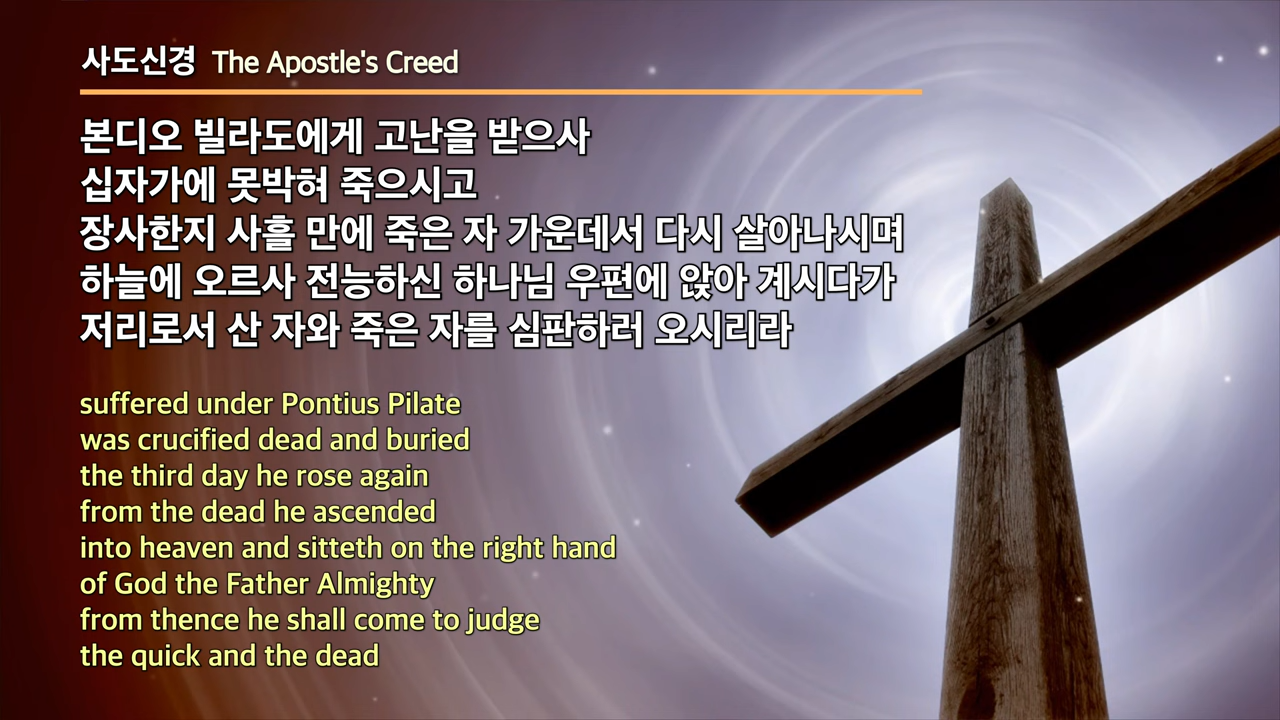 사도신경 The Apostle's Creed
본디오 빌라도에게 고난을 받으사
십자가에 못박혀 죽으시고
장사한지 사흘 만에 죽은 자 가운데서 다시 살아나시며
하늘에 오르사 전능하신 하나님 우편에 앉아 계시다가
저리로서 산 자와 죽은 자를 심판하러 오시리라
suffered under Pontius Pilate
was crucified dead and buried
the third day he rose again
from the dead he ascended
into heaven and sitteth on the right hand
of God the Father Almighty
from thence he shall come to judge
the quick and the dead